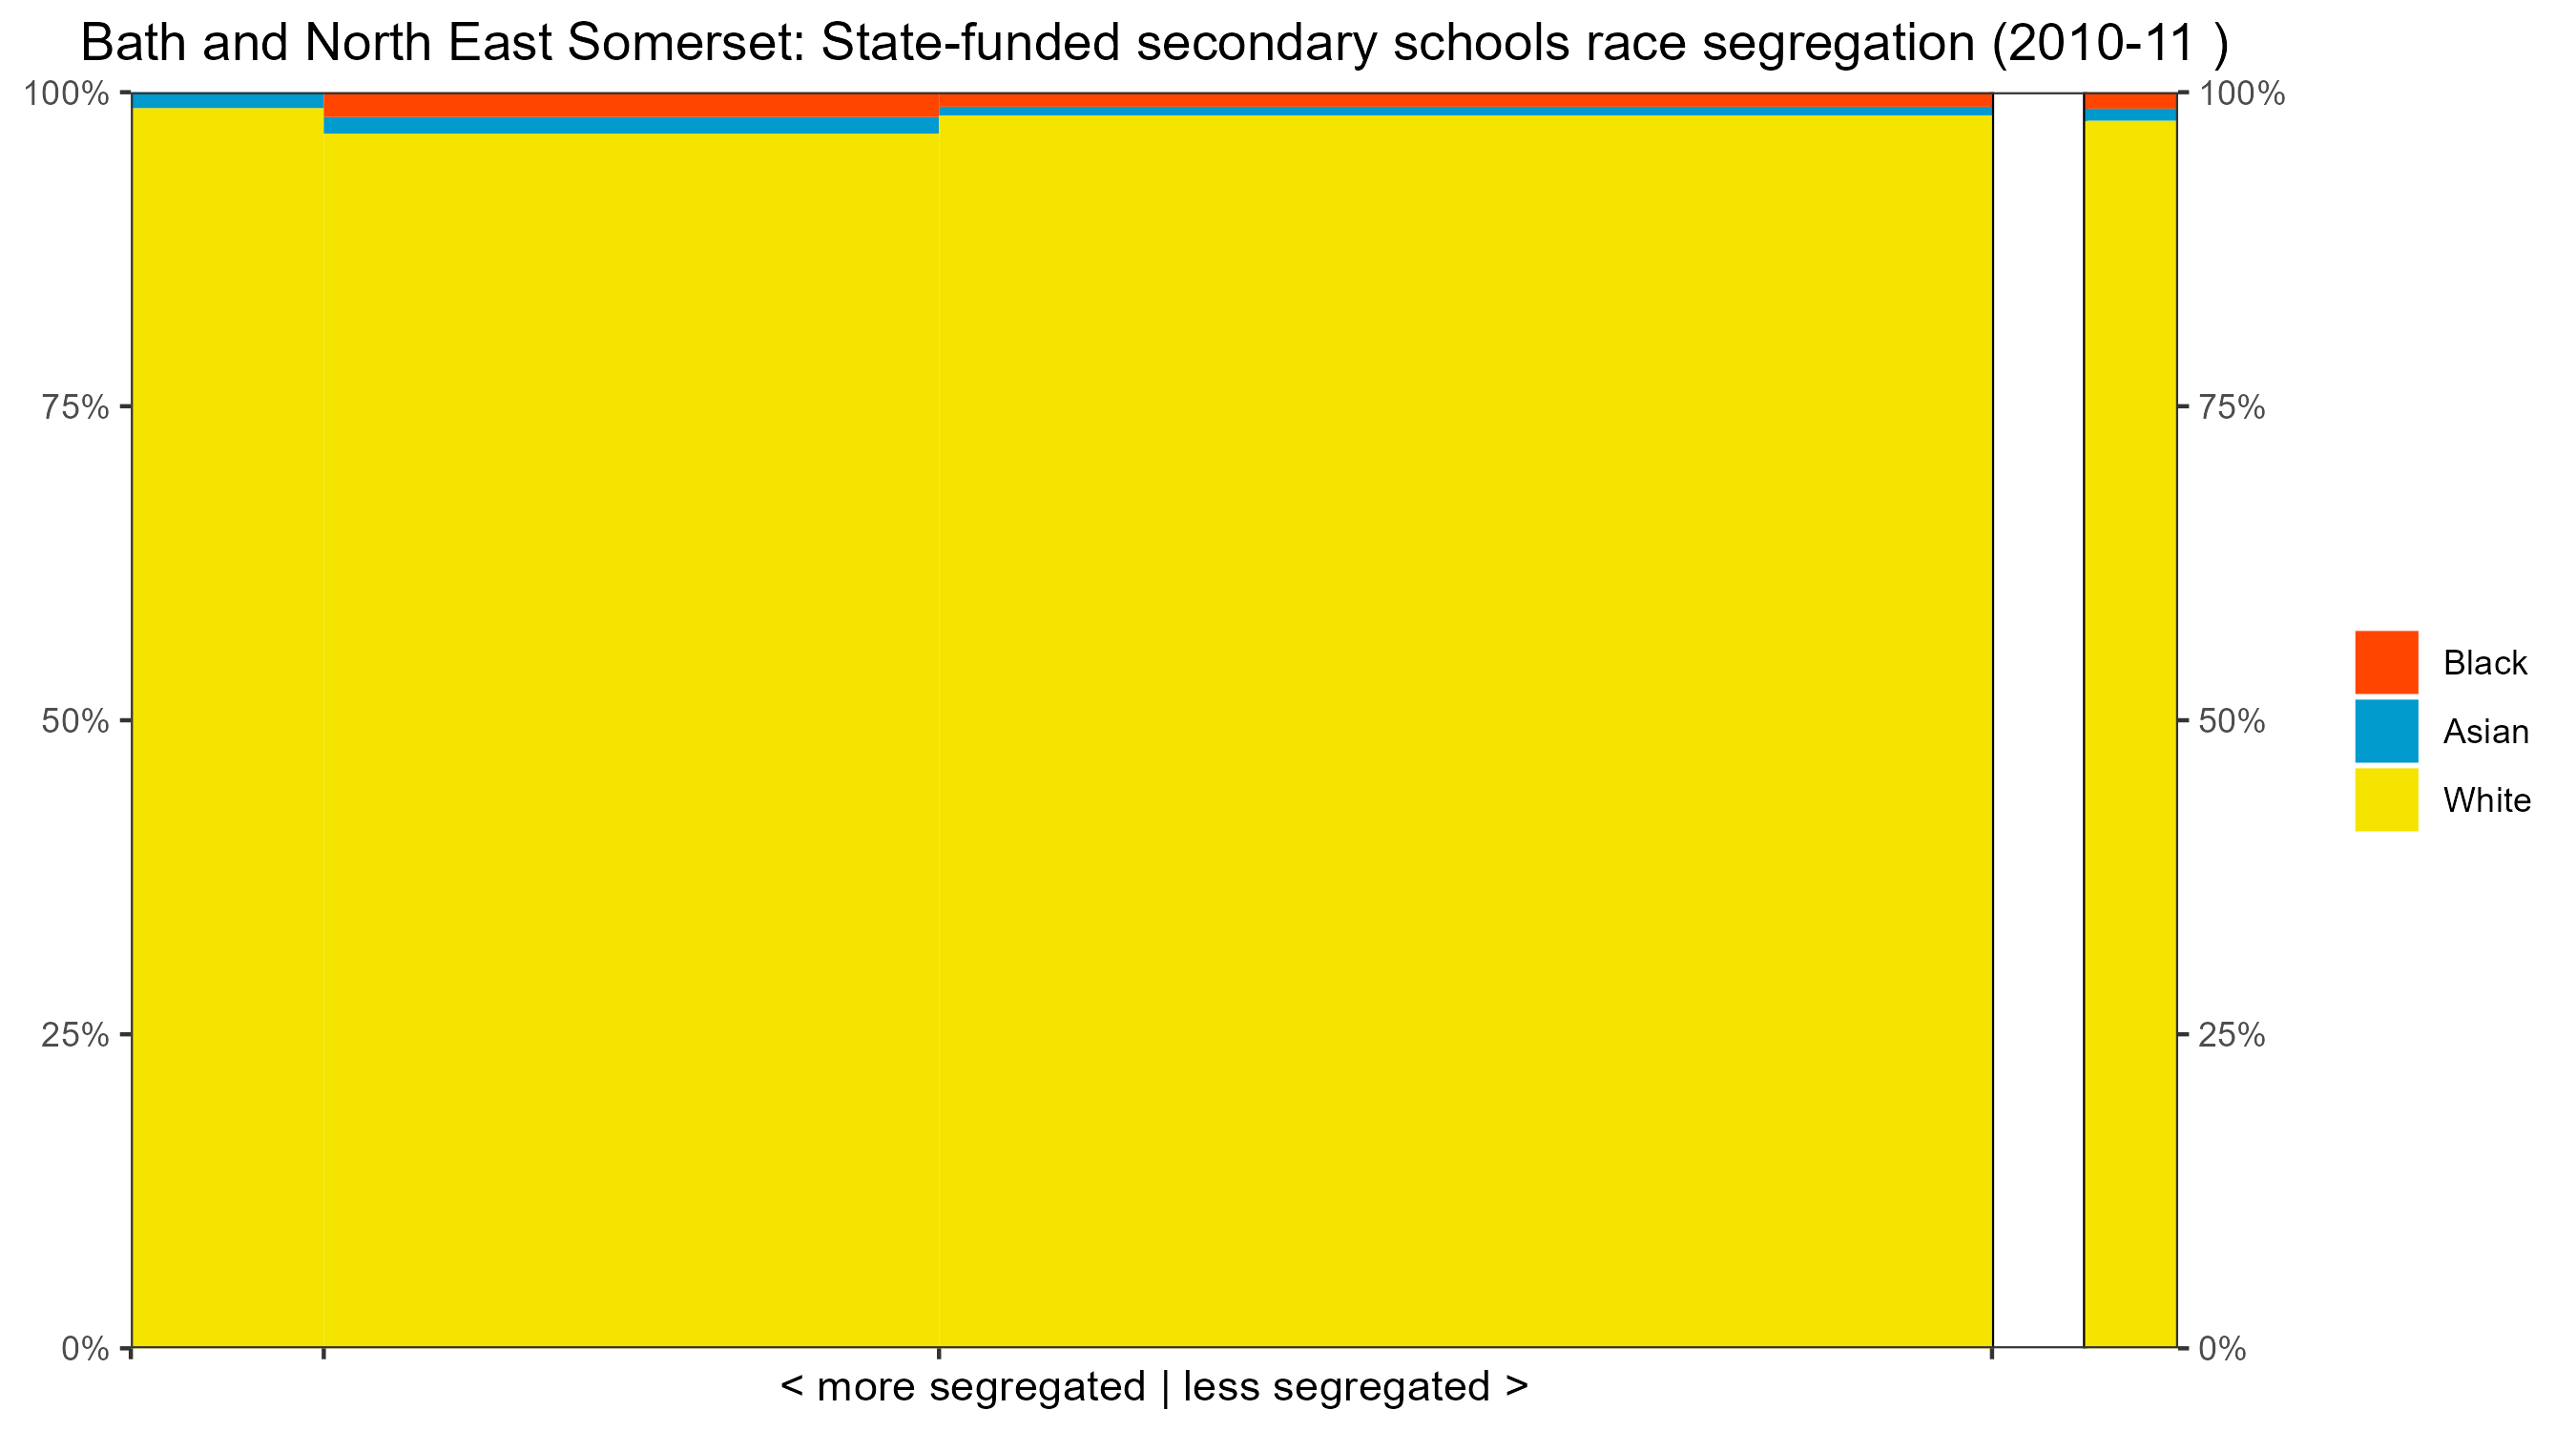 Bath and North East Somerset: State-funded secondary schools race segregation (2010-11 )
100%
75%
50%
25%
0%
100%
75%
50%
25%
0%
Black
Asian
White
< more segregated | less segregated >